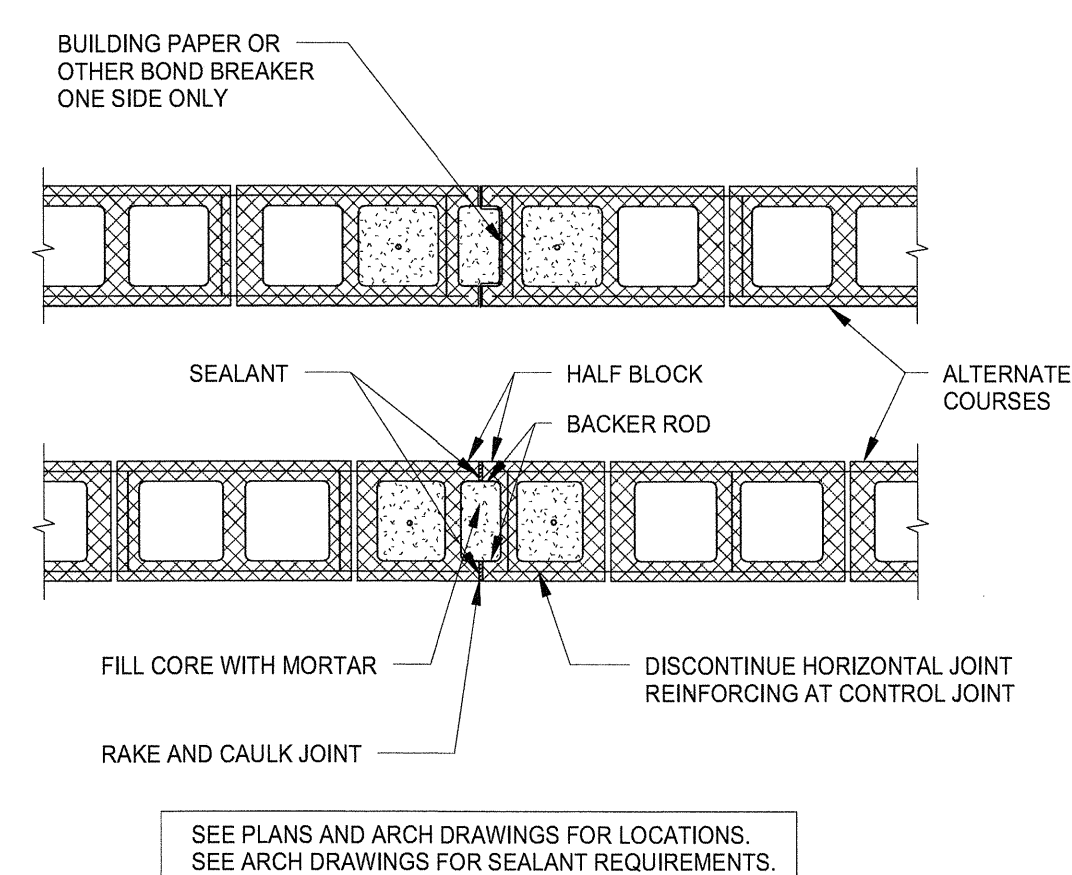 BUILDING PAPER OR
OTHER BOND BREAKER
ONE SIDE ONLY
SEALANT
HALF BLOCK
BACKER ROD
ALTERNATE
COURSES
FILL CORE WITH MORTAR
DISCONTINUE HORIZONTAL JOINT
REINFORCING AT CONTROL JOINT
RAKE AND CAULK JOINT
SEE PLANS AND ARCH DRAWINGS FOR LOCATIONS.
SEE ARCH DRAWINGS FOR SEALANT REQUIREMENTS.